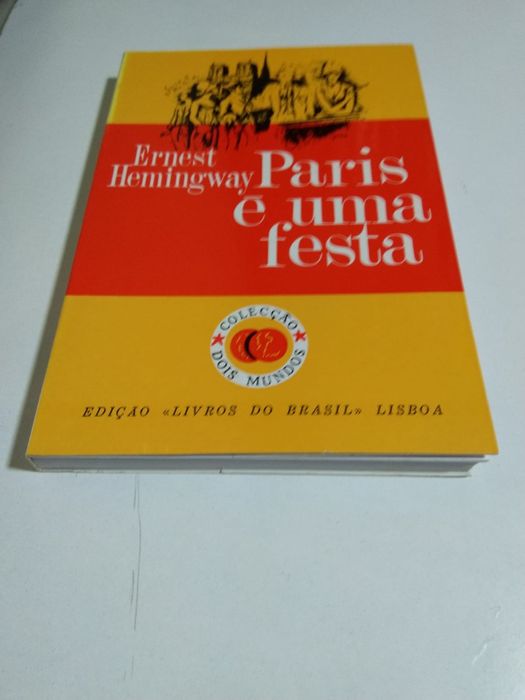 Ernest
Hemingway
Paris
é uma
festa
COLECÇÃO
DOIS MUNDOS
EDIÇÃO «LIVROS DO BRASIL» LISBOA